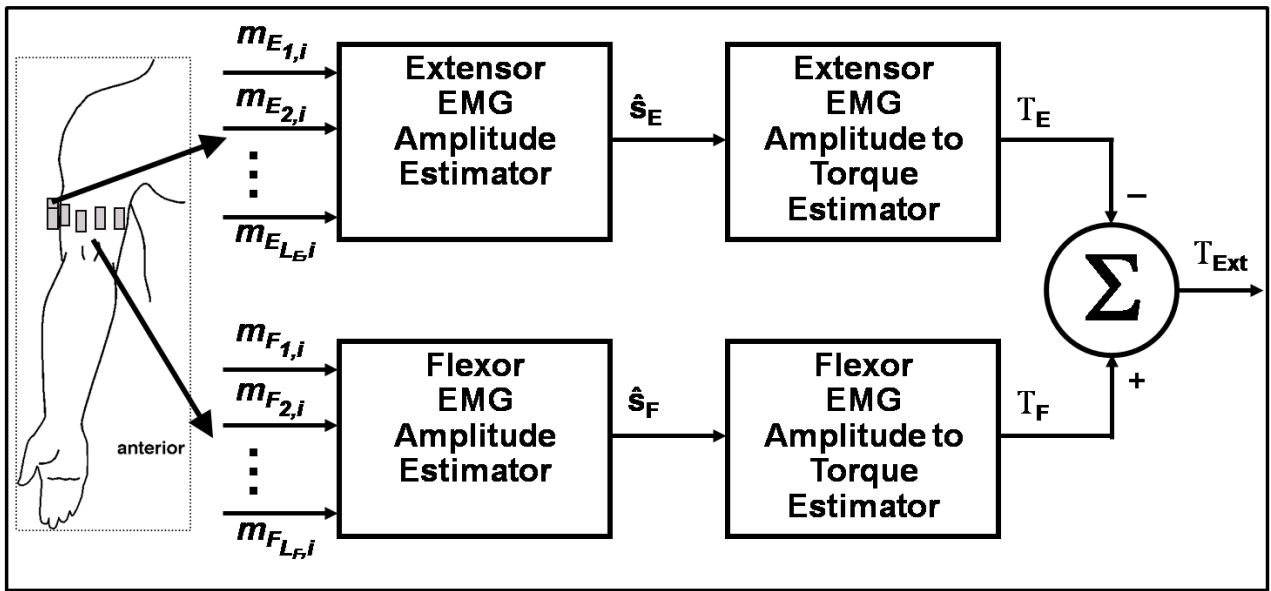 m_{E_{1,i}}
m_{E_{2,i}}
m_{E_{L_E,i}}
Extensor
EMG
Amplitude
Estimator
ŝ_E
Extensor
EMG
Amplitude to
Torque
Estimator
T_E
−
Σ
T_Ext
+
anterior
m_{F_{1,i}}
m_{F_{2,i}}
m_{F_{L_F,i}}
Flexor
EMG
Amplitude
Estimator
ŝ_F
Flexor
EMG
Amplitude to
Torque
Estimator
T_F